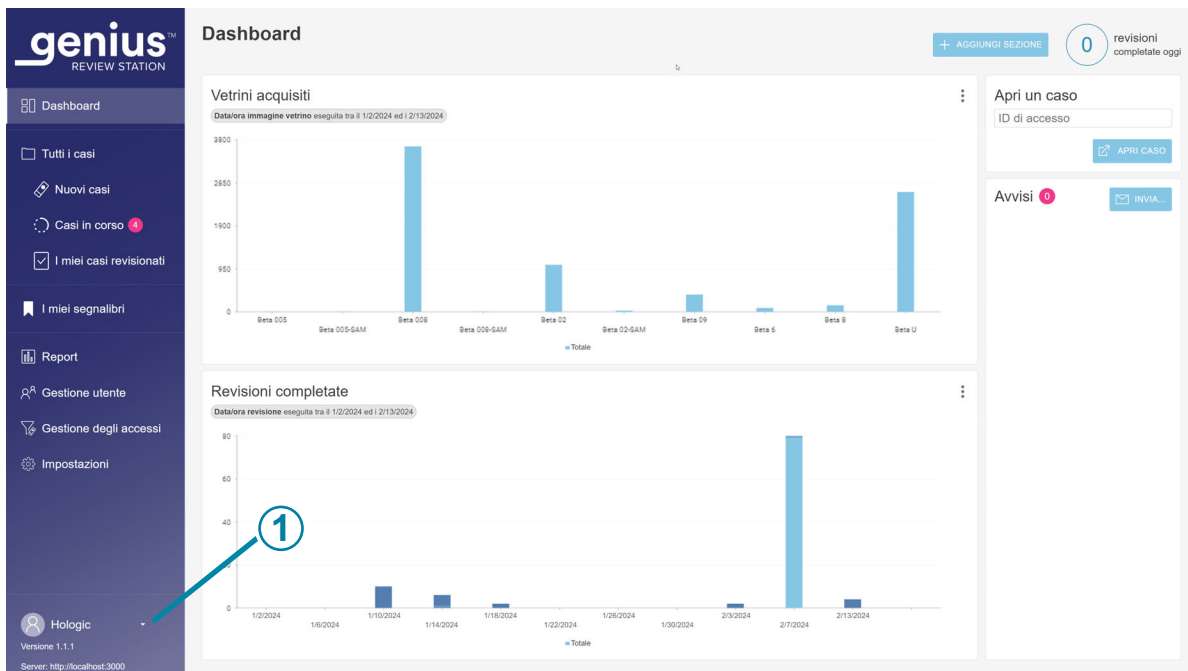 genius™
REVIEW STATION
Dashboard
Tutti i casi
Nuovi casi
Casi in corso 4
I miei casi revisionati
I miei segnalibri
Report
Gestione utente
Gestione degli accessi
Impostazioni
Hologic
Versione 1.1.1
Server: http://localhost:3000
Dashboard
+ AGGIUNGI SEZIONE
0
revisioni
completate oggi
Vetrini acquisiti
Data/ora immagine vetrino eseguita tra il 1/2/2024 ed i 2/13/2024
3800
2850
1900
950
0
Beta 005
Beta 005-SAM
Beta 008
Beta 008-SAM
Beta 02
Beta 02-SAM
Beta 09
Beta 6
Beta 8
Beta U
Totale
Revisioni completate
Data/ora revisione eseguita tra il 1/2/2024 ed i 2/13/2024
80
60
40
0
1/2/2024
1/6/2024
1/10/2024
1/14/2024
1/18/2024
1/22/2024
1/26/2024
1/30/2024
2/3/2024
2/7/2024
2/13/2024
Totale
1
Apri un caso
ID di accesso
APRI CASO
Avvisi 0
INVIA...